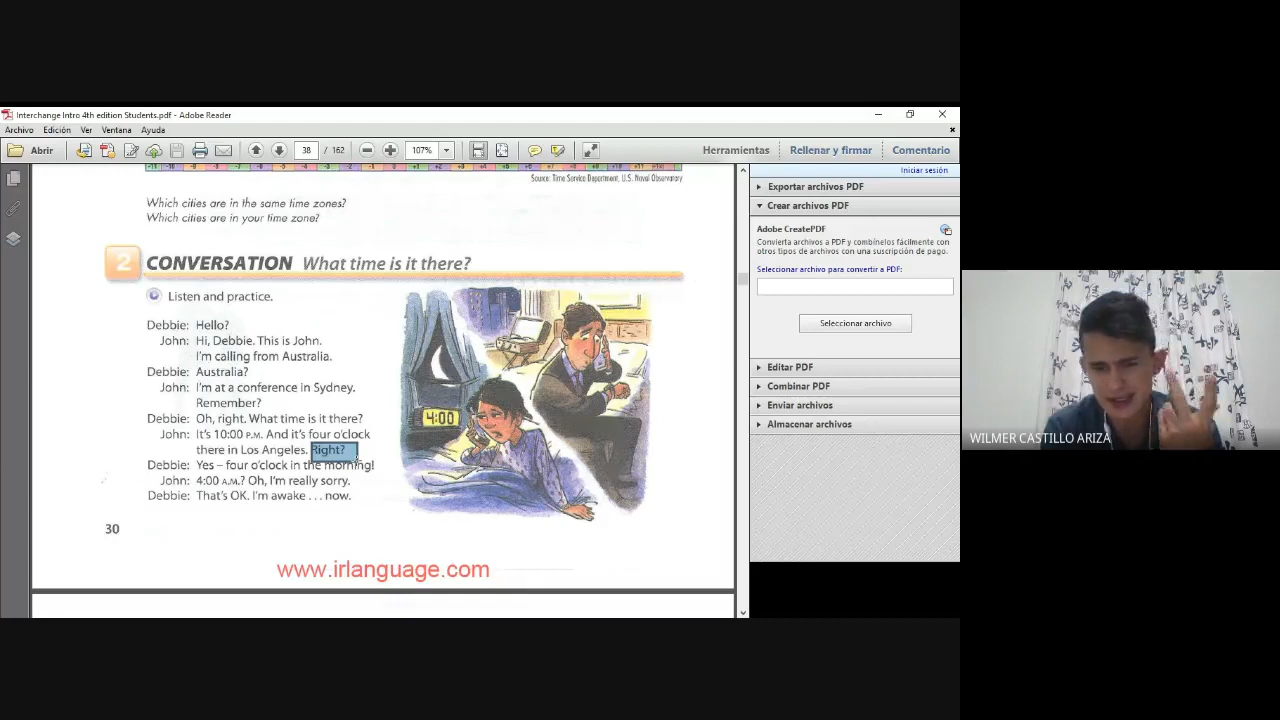 Interchange Intro 4th edition Students.pdf - Adobe Reader
Archivo Edición Ver Ventana Ayuda
Abrir 38 / 162 107% Herramientas Rellenar y firmar Comentario
Iniciar sesión
Exportar archivos PDF
Crear archivos PDF
Adobe CreatePDF
Convierta archivos a PDF y combínelos fácilmente con
otros tipos de archivos con una suscripción de pago.
Seleccionar archivo para convertir a PDF:
Seleccionar archivo
Editar PDF
Combinar PDF
Enviar archivos
Almacenar archivos
Source: Time Service Department, U.S. Naval Observatory
Which cities are in the same time zones?
Which cities are in your time zone?
2 CONVERSATION What time is it there?
Listen and practice.
Debbie: Hello?
John: Hi, Debbie. This is John.
I'm calling from Australia.
Debbie: Australia?
John: I'm at a conference in Sydney.
Remember?
Debbie: Oh, right. What time is it there?
John: It's 10:00 P.M. And it's four o'clock
there in Los Angeles. Right?
Debbie: Yes – four o'clock in the morning!
John: 4:00 A.M.? Oh, I'm really sorry.
Debbie: That's OK. I'm awake . . . now.
4:00
30
www.irlanguage.com
WILMER CASTILLO ARIZA